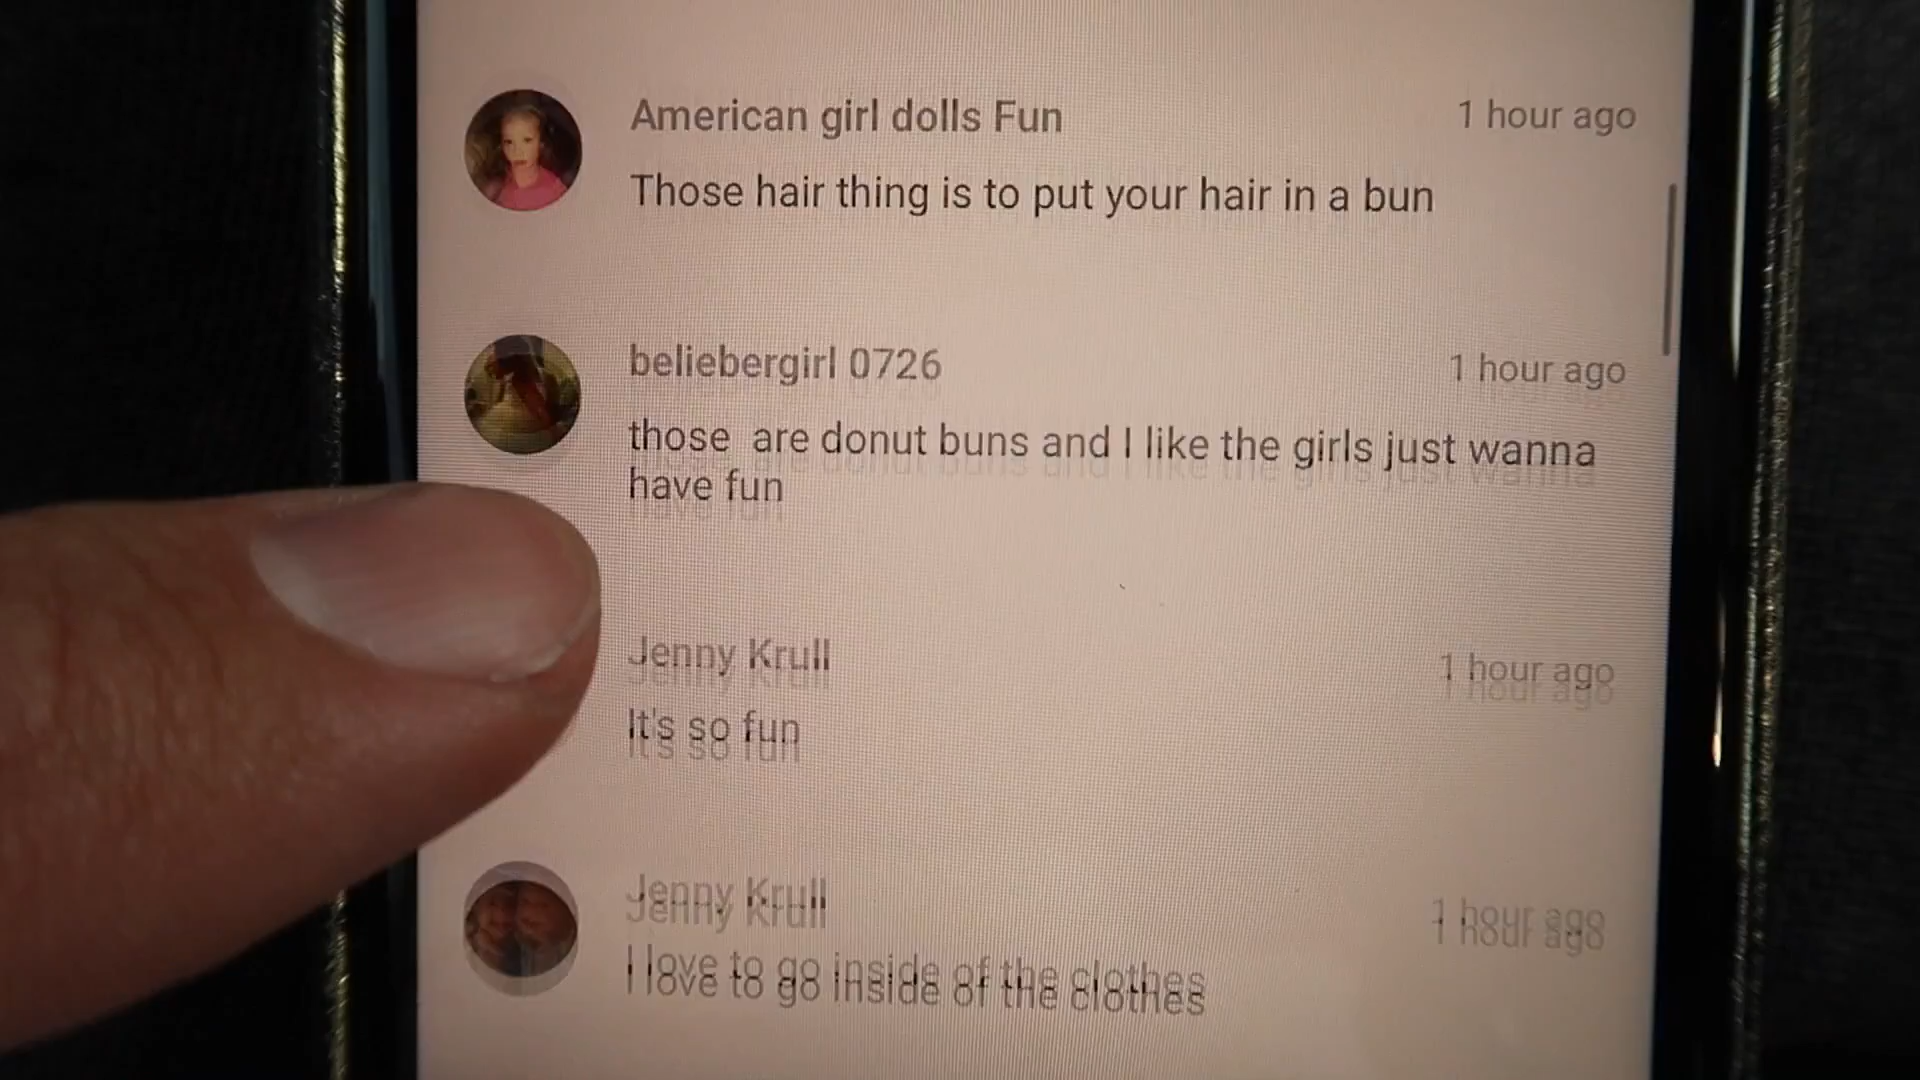 American girl dolls Fun
1 hour ago
Those hair thing is to put your hair in a bun
beliebergirl 0726
1 hour ago
those are donut buns and I like the girls just wanna
have fun
Jenny Krull
1 hour ago
It's so fun
Jenny Krull
1 hour ago
I love to go inside of the clothes